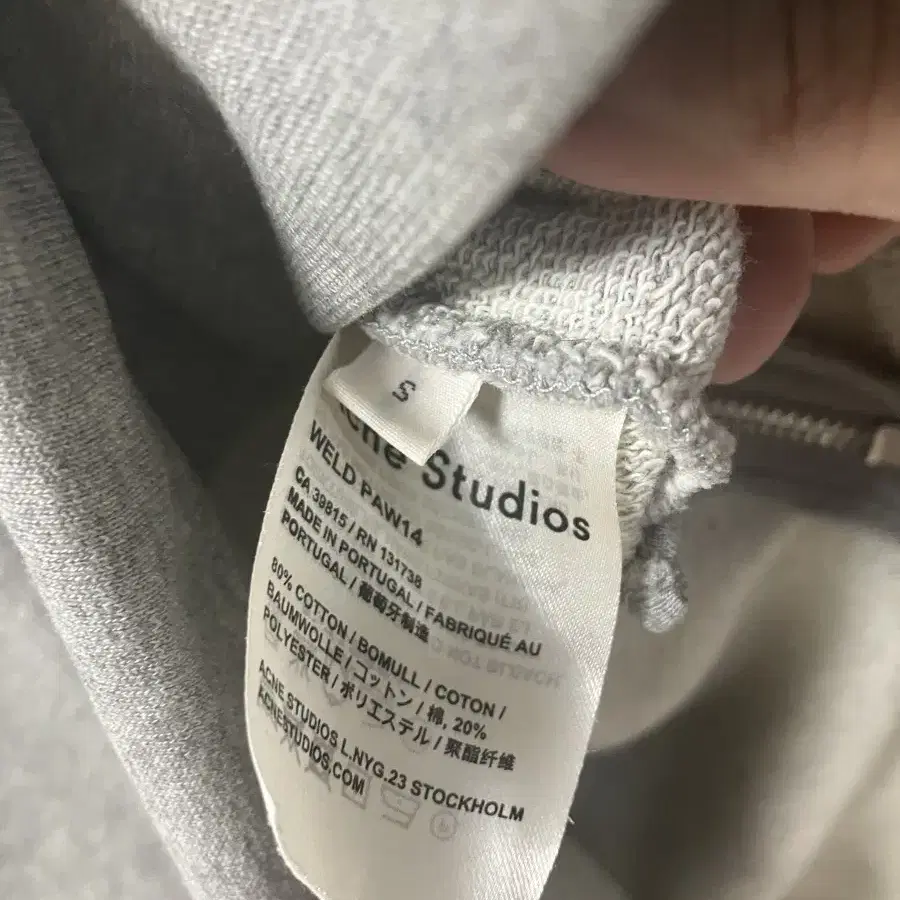 S
Acne Studios
WELD PAW14
CA 39815 / RN 131738
MADE IN PORTUGAL / FABRIQUÉ AU
PORTUGAL / 葡萄牙制造
80% COTTON / BOMULL / COTON /
BAUMWOLLE / コットン / 棉, 20%
POLYESTER / ポリエステル / 聚酯纤维
ACNE STUDIOS L.NYG.23 STOCKHOLM
ACNESTUDIOS.COM